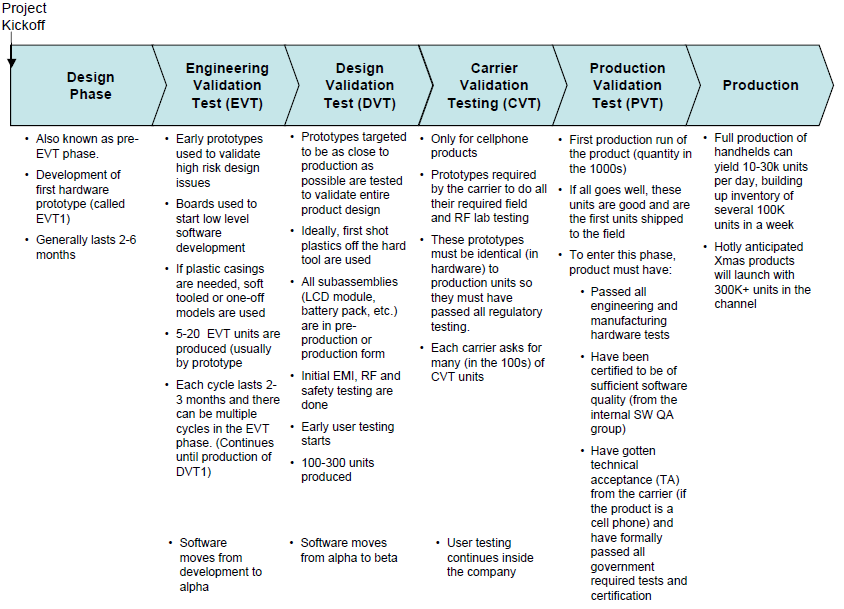 Project
Kickoff
Design
Phase
Engineering
Validation
Test (EVT)
Design
Validation
Test (DVT)
Carrier
Validation
Testing (CVT)
Production
Validation
Test (PVT)
Production
• Also known as pre-
EVT phase.
• Development of
first hardware
prototype (called
EVT1)
• Generally lasts 2-6
months
• Early prototypes
used to validate
high risk design
issues
• Boards used to
start low level
software
development
• If plastic casings
are needed, soft
tooled or one-off
models are used
• 5-20 EVT units are
produced (usually
by prototype
• Each cycle lasts 2-
3 months and there
can be multiple
cycles in the EVT
phase. (Continues
until production of
DVT1)
• Software
moves from
development to
alpha
• Prototypes targeted
to be as close to
production as
possible are tested
to validate entire
product design
• Ideally, first shot
plastics off the hard
tool are used
• All subassemblies
(LCD module,
battery pack, etc.)
are in pre-
production or
production form
• Initial EMI, RF and
safety testing are
done
• Early user testing
starts
• 100-300 units
produced
• Software moves
from alpha to beta
• Only for cellphone
products
• Prototypes required
by the carrier to do all
their required field
and RF lab testing
• These prototypes
must be identical (in
hardware) to
production units so
they must have
passed all regulatory
testing.
• Each carrier asks for
many (in the 100s) of
CVT units
• User testing
continues inside
the company
• First production run of
the product (quantity in
the 1000s)
• If all goes well, these
units are good and are
the first units shipped
to the field
• To enter this phase,
product must have:
• Passed all
engineering and
manufacturing
hardware tests
• Have been
certified to be of
sufficient software
quality (from the
internal SW QA
group)
• Have gotten
technical
acceptance (TA)
from the carrier (if
the product is a
cell phone) and
have formally
passed all
government
required tests and
certification
• Full production of
handhelds can
yield 10-30k units
per day, building
up inventory of
several 100K
units in a week
• Hotly anticipated
Xmas products
will launch with
300K+ units in the
channel